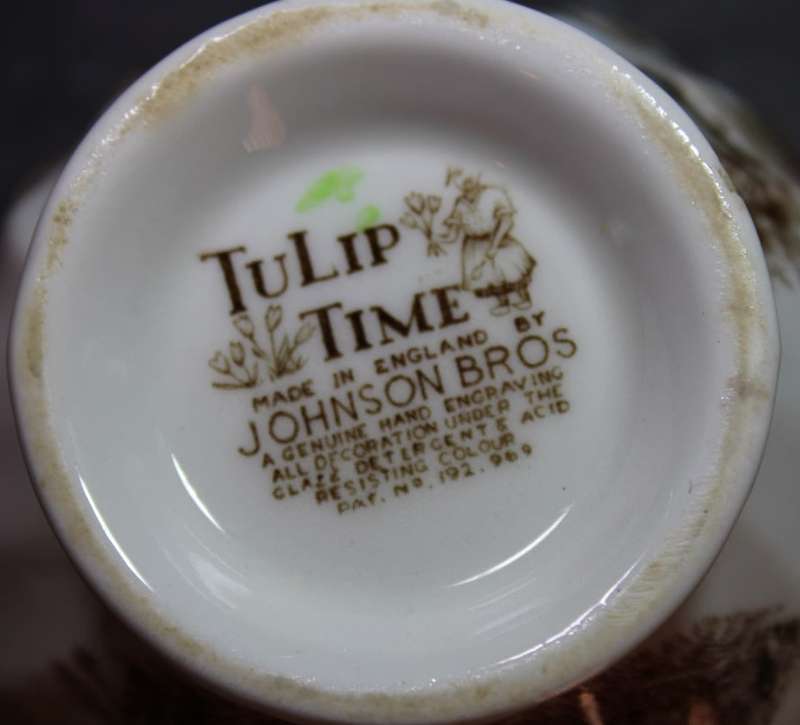 TULIP
TIME
MADE IN ENGLAND BY
JOHNSON BROS
A GENUINE HAND ENGRAVING
ALL DECORATION UNDER THE
GLAZE DETERGENT & ACID
RESISTING COLOUR
PAT. No. 192.969